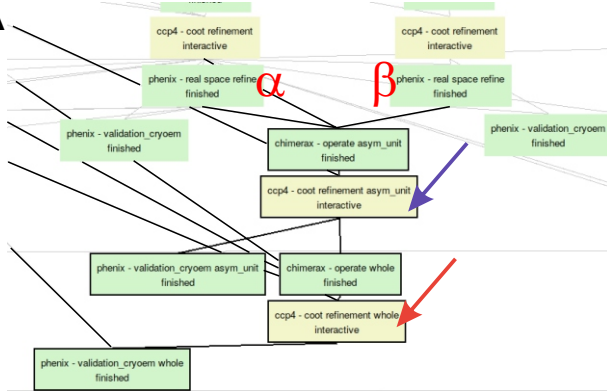 ccp4 - coot refinement
interactive
ccp4 - coot refinement
interactive
phenix - real space refine
finished
α
β
phenix - real space refine
finished
phenix - validation_cryoem
finished
phenix - validation_cryoem
finished
chimerax - operate asym_unit
finished
ccp4 - coot refinement asym_unit
interactive
phenix - validation_cryoem asym_unit
finished
chimerax - operate whole
finished
ccp4 - coot refinement whole
interactive
phenix - validation_cryoem whole
finished